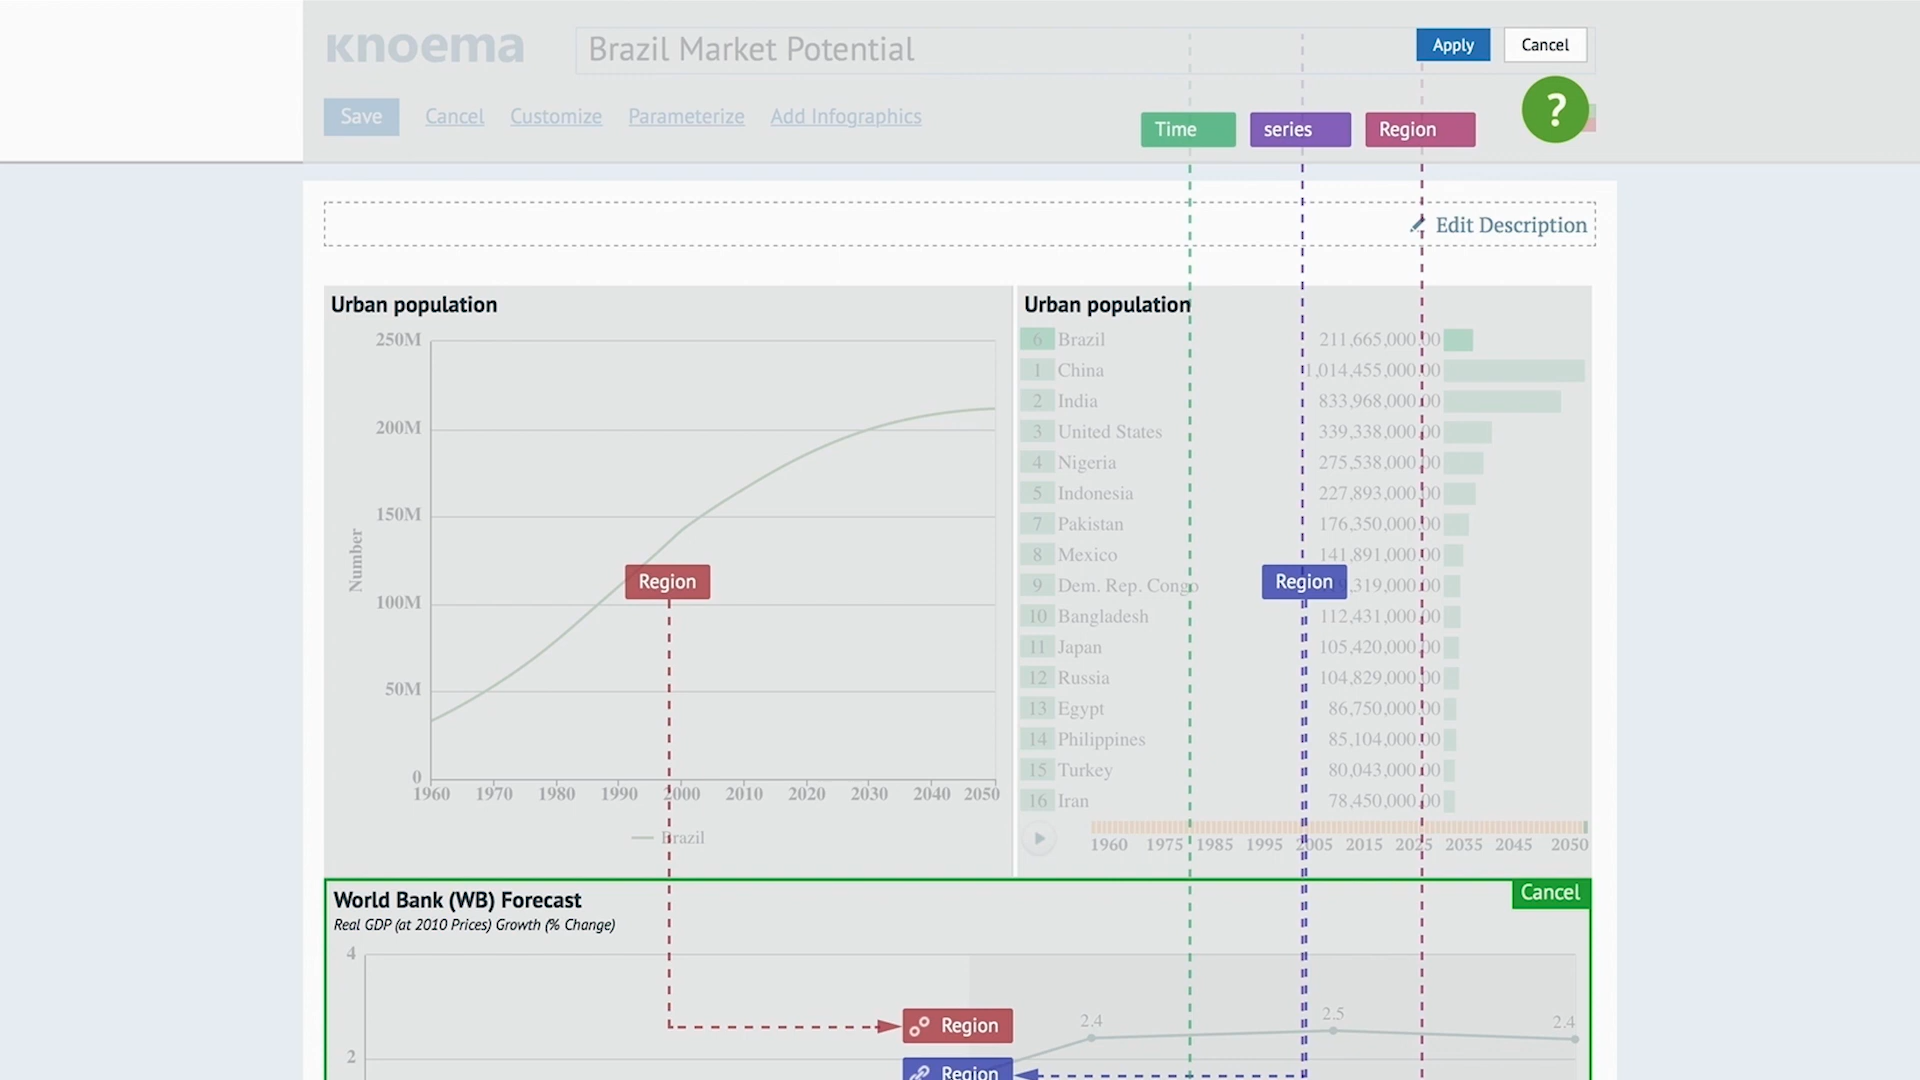 knoema
Brazil Market Potential
Apply
Cancel
Save
Cancel
Customize
Parameterize
Add Infographics
Time
series
Region
?
Edit Description
Urban population
250M
200M
150M
100M
50M
0
Number
1960 1970 1980 1990 2000 2010 2020 2030 2040 2050
Brazil
Region
Urban population
6 Brazil 211,665,000.00
1 China 1,014,455,000.00
2 India 833,968,000.00
3 United States 339,338,000.00
4 Nigeria 275,538,000.00
5 Indonesia 227,893,000.00
7 Pakistan 176,350,000.00
8 Mexico 141,891,000.00
9 Dem. Rep. Congo 319,000.00
10 Bangladesh 112,431,000.00
11 Japan 105,420,000.00
12 Russia 104,829,000.00
13 Egypt 86,750,000.00
14 Philippines 85,104,000.00
15 Turkey 80,043,000.00
16 Iran 78,450,000.00
Region
1960 1975 1985 1995 2005 2015 2025 2035 2045 2050
World Bank (WB) Forecast
Cancel
Real GDP (at 2010 Prices) Growth (% Change)
4
2
Region
Region
2.4
2.5
2.4